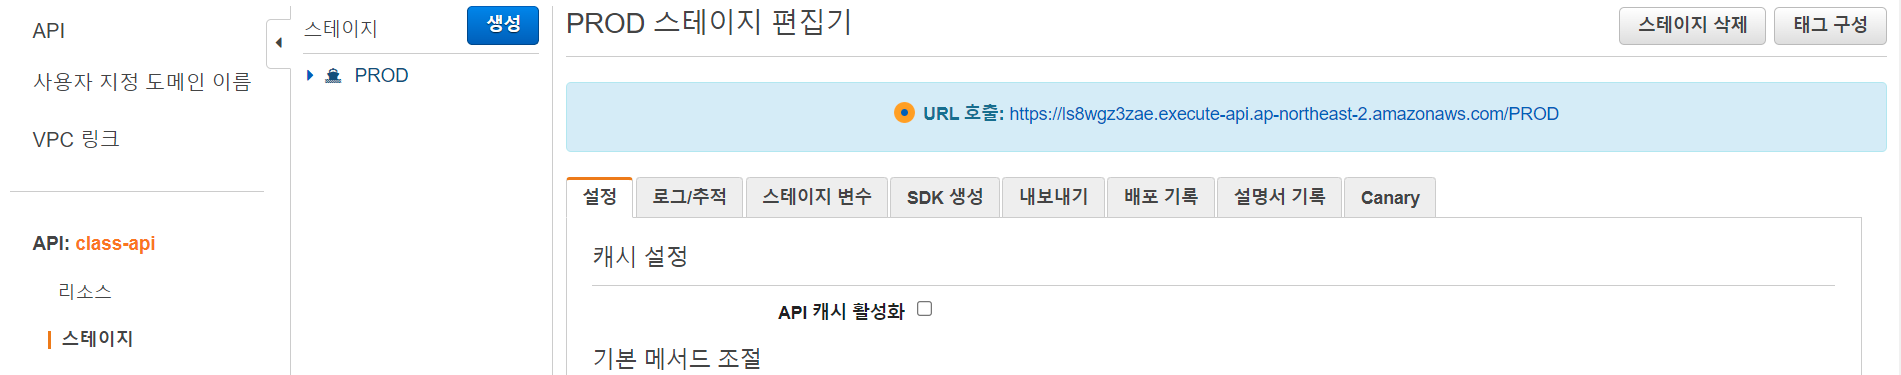 API
사용자 지정 도메인 이름
VPC 링크
API: class-api
리소스
스테이지
스테이지
생성
PROD
PROD 스테이지 편집기
스테이지 삭제
태그 구성
URL 호출: https://ls8wgz3zae.execute-api.ap-northeast-2.amazonaws.com/PROD
설정
로그/추적
스테이지 변수
SDK 생성
내보내기
배포 기록
설명서 기록
Canary
캐시 설정
API 캐시 활성화
기본 메서드 조절